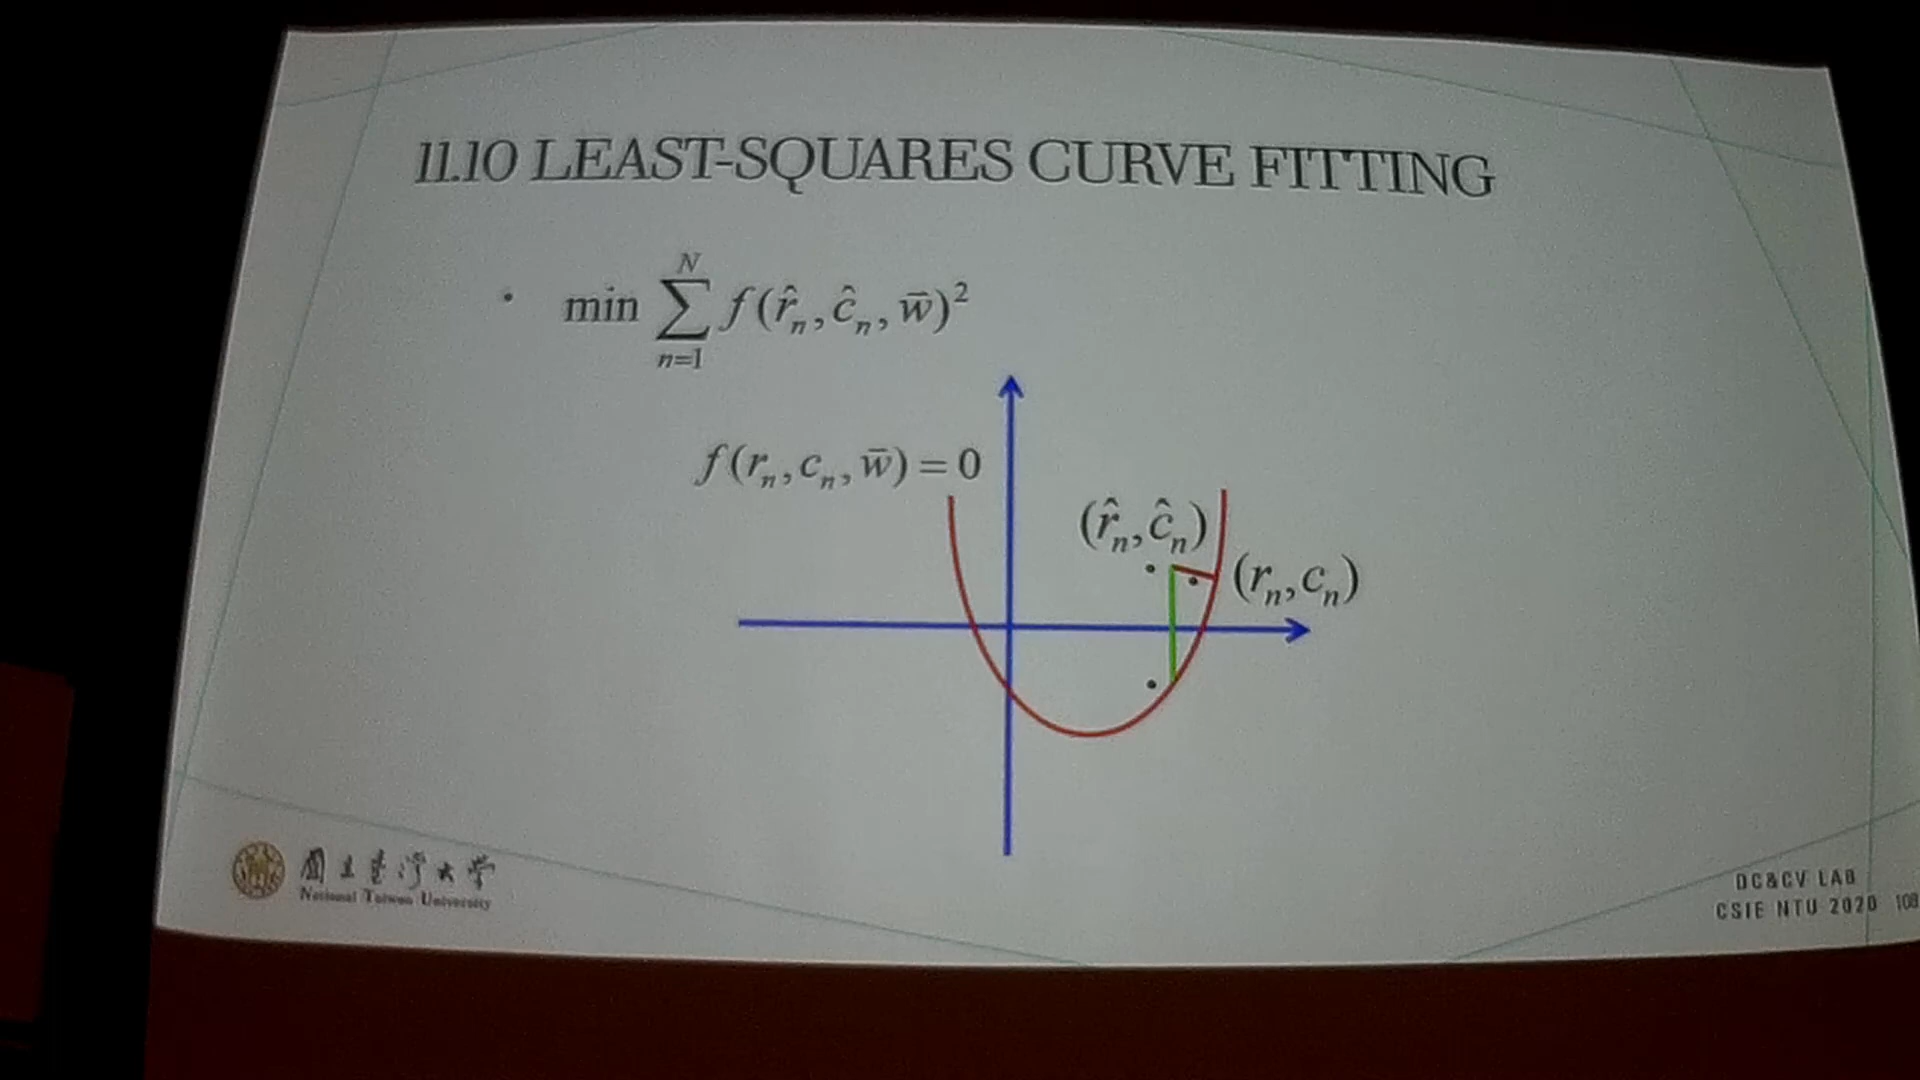 11.10 LEAST-SQUARES CURVE FITTING
• min ∑_{n=1}^{N} f(r̂_n, ĉ_n, w̄)²
f(r_n, c_n, w̄) = 0
(r̂_n, ĉ_n)
(r_n, c_n)
國立臺灣大學
National Taiwan University
DC&CV LAB
CSIE NTU 2020 108